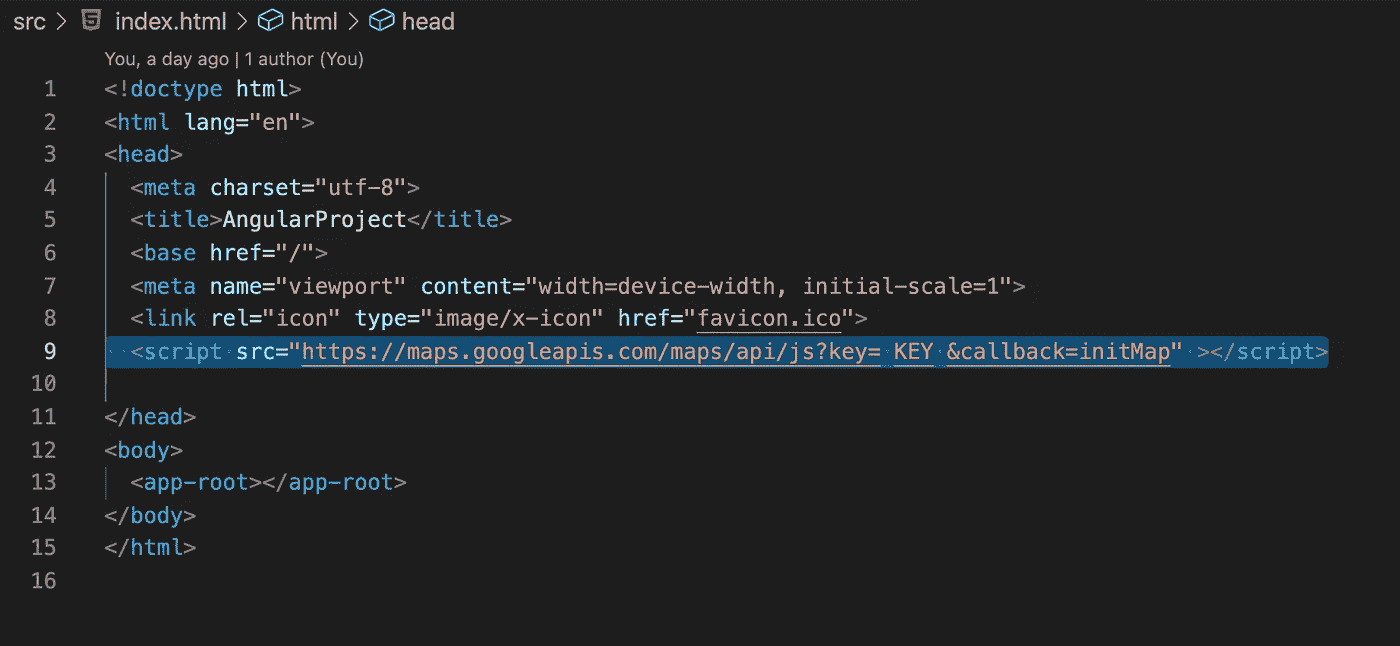 src > index.html > html > head
You, a day ago | 1 author (You)
1 <!doctype html>
2 <html lang="en">
3 <head>
4   <meta charset="utf-8">
5   <title>AngularProject</title>
6   <base href="/">
7   <meta name="viewport" content="width=device-width, initial-scale=1">
8   <link rel="icon" type="image/x-icon" href="favicon.ico">
9   <script src="https://maps.googleapis.com/maps/api/js?key= KEY &callback=initMap" ></script>
10
11 </head>
12 <body>
13   <app-root></app-root>
14 </body>
15 </html>
16